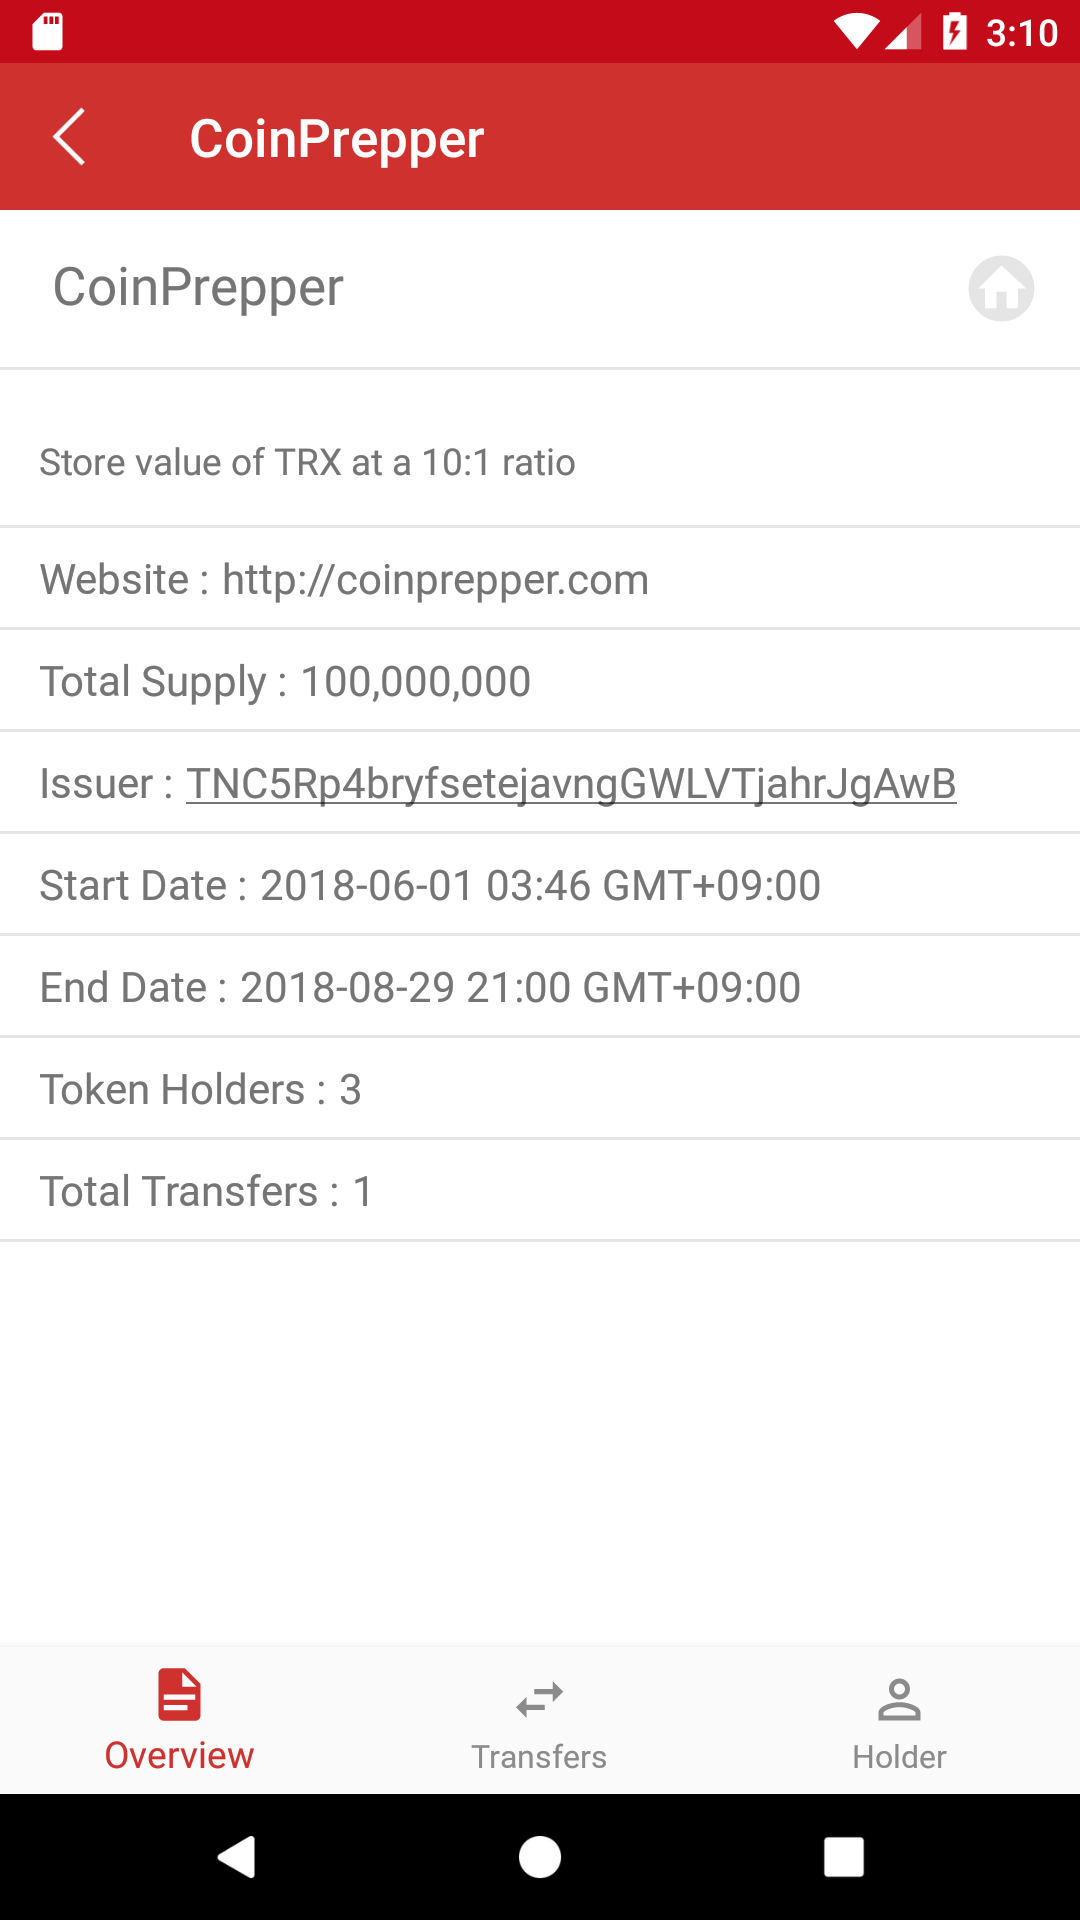 3:10
CoinPrepper
CoinPrepper
Store value of TRX at a 10:1 ratio
Website : http://coinprepper.com
Total Supply : 100,000,000
Issuer : TNC5Rp4bryfsetejavngGWLVTjahrJgAwB
Start Date : 2018-06-01 03:46 GMT+09:00
End Date : 2018-08-29 21:00 GMT+09:00
Token Holders : 3
Total Transfers : 1
Overview Transfers Holder